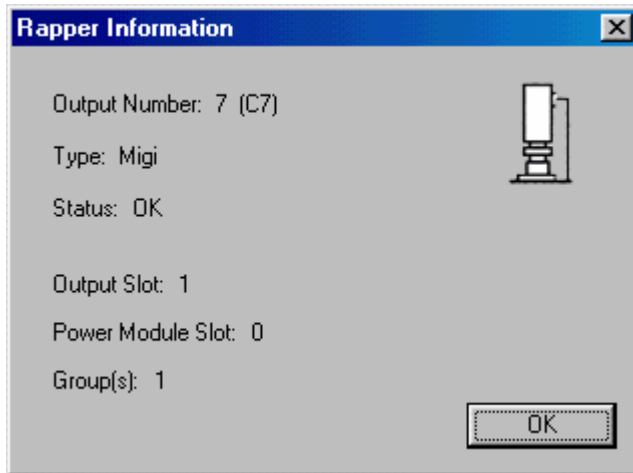 Rapper Information
Output Number: 7 (C7)
Type: Migi
Status: OK
Output Slot: 1
Power Module Slot: 0
Group(s): 1
OK